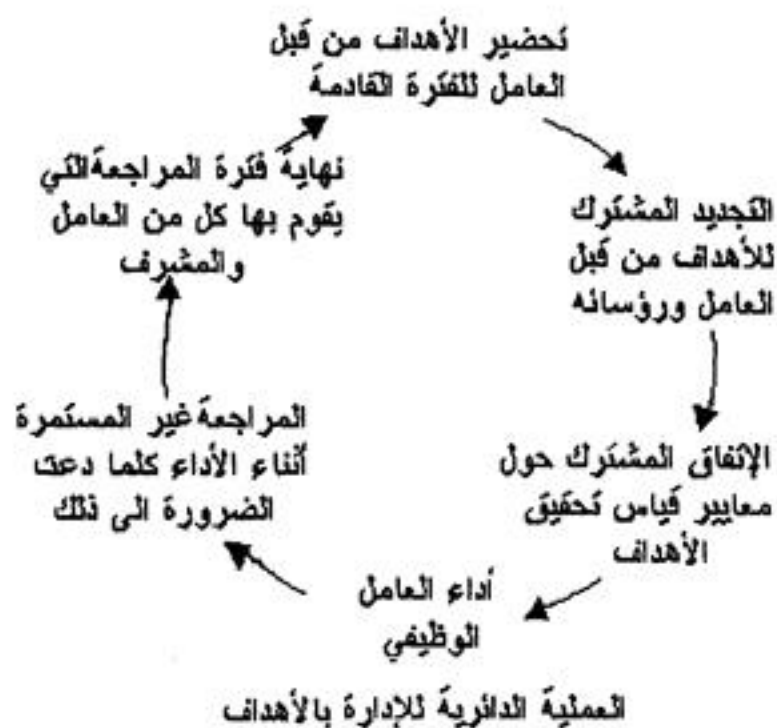 تحضير الأهداف من قبل
العامل للفترة القادمة
التجديد المشترك
للأهداف من قبل
العامل ورؤسائه
الإتفاق المشترك حول
معايير قياس تحقيق
الأهداف
أداء العامل
الوظيفي
المراجعة غير المستمرة
أثناء الأداء كلما دعت
الضرورة الى ذلك
نهاية فترة المراجعة التي
يقوم بها كل من العامل
والمشرف
العملية الدائرية للإدارة بالأهداف